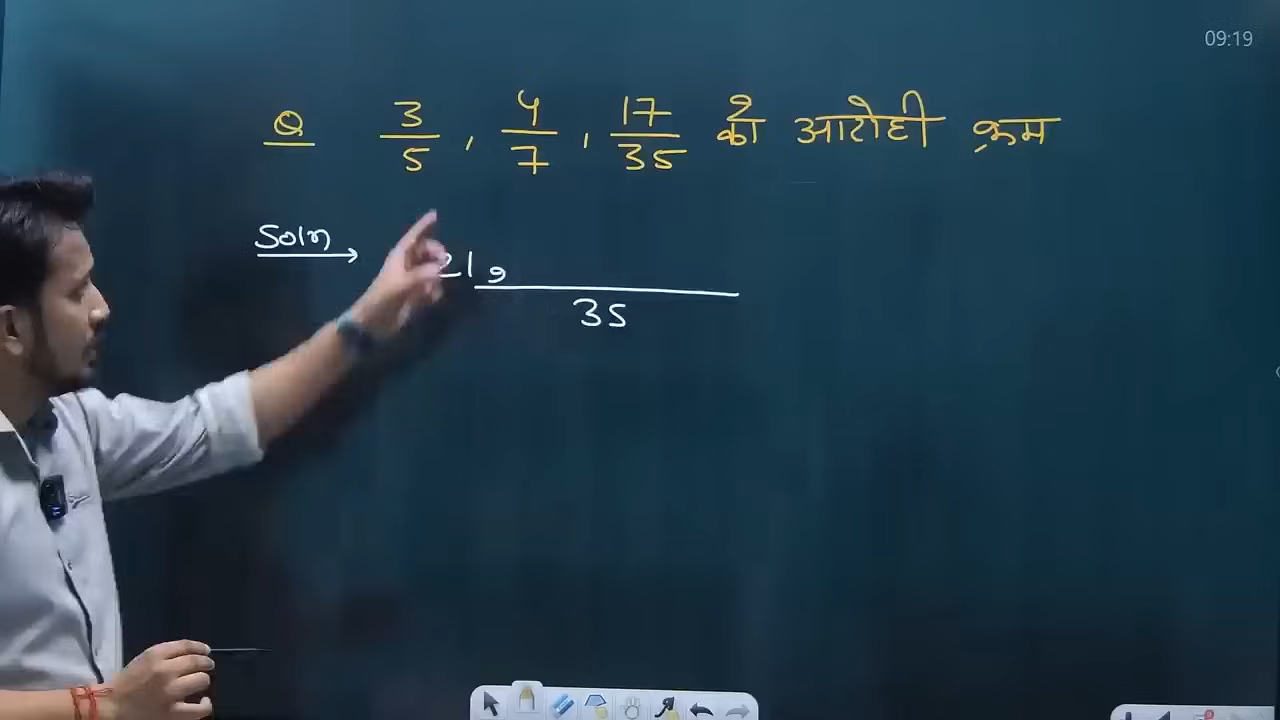 09:19
Q 3/5 , 4/7 , 17/35 का आरोही क्रम
Soln → 21,
35